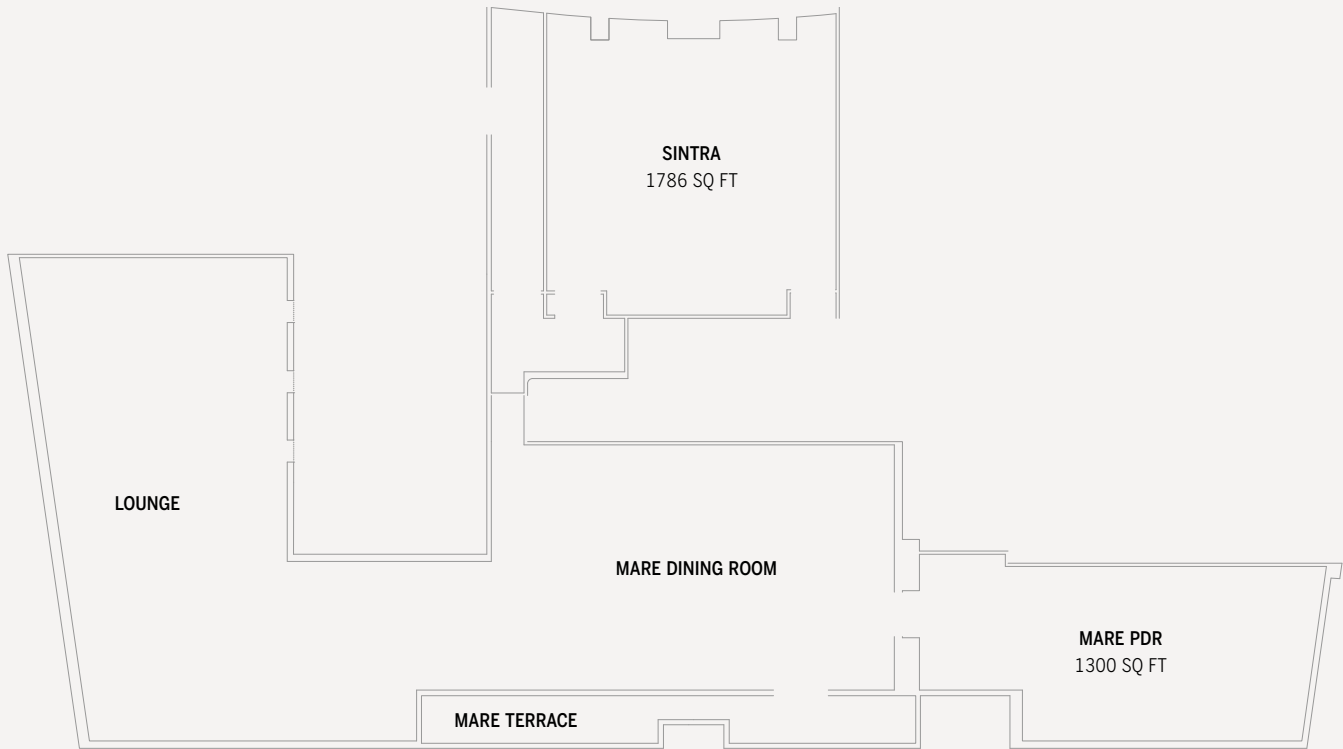 SINTRA
1786 SQ FT
LOUNGE
MARE DINING ROOM
MARE PDR
1300 SQ FT
MARE TERRACE